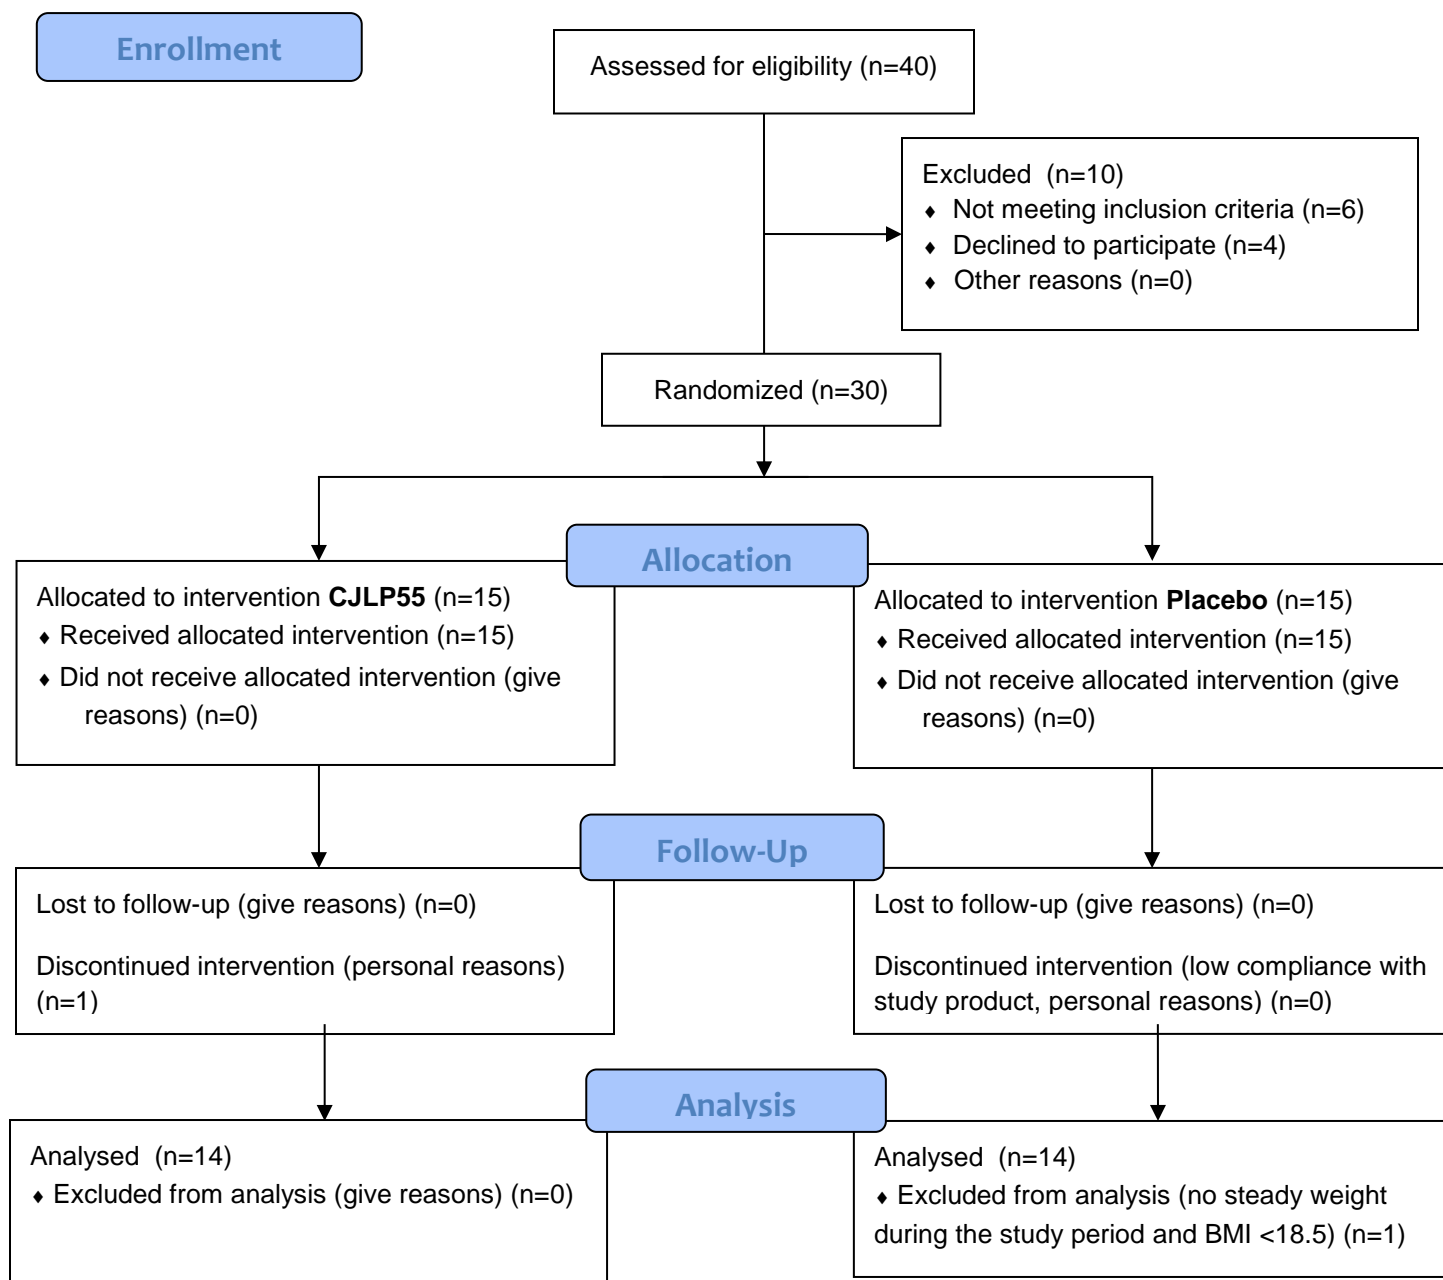 Enrollment
Assessed for eligibility (n=40)
Excluded  (n=10)
♦ Not meeting inclusion criteria (n=6)
♦ Declined to participate (n=4)
♦ Other reasons (n=0)
Randomized (n=30)
Allocation
Allocated to intervention CJLP55 (n=15)
♦ Received allocated intervention (n=15)
♦ Did not receive allocated intervention (give
reasons) (n=0)
Allocated to intervention Placebo (n=15)
♦ Received allocated intervention (n=15)
♦ Did not receive allocated intervention (give
reasons) (n=0)
Follow-Up
Lost to follow-up (give reasons) (n=0)
Discontinued intervention (personal reasons)
(n=1)
Lost to follow-up (give reasons) (n=0)
Discontinued intervention (low compliance with
study product, personal reasons) (n=0)
Analysis
Analysed  (n=14)
♦ Excluded from analysis (give reasons) (n=0)
Analysed  (n=14)
♦ Excluded from analysis (no steady weight
during the study period and BMI <18.5) (n=1)